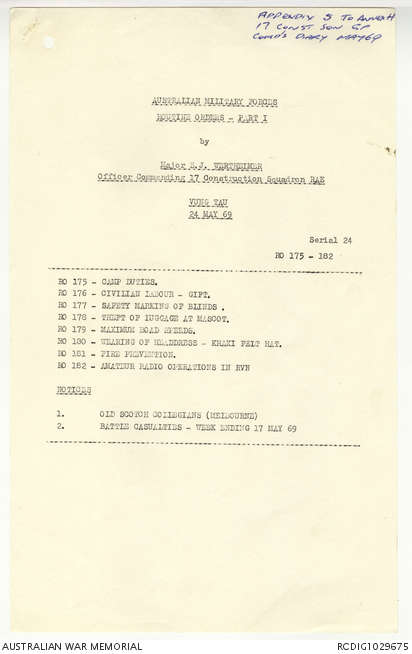 APPENDIX 5 TO ANNEX H
17 CONST SQN GP
COMD'S DIARY MAY 69
AUSTRALIAN MILITARY FORCES
ROUTINE ORDERS - PART I
by
Major E.J. WERTHEIMER
Officer Commanding 17 Construction Squadron RAE
VUNG TAU
24 MAY 69
Serial 24
RO 175 - 182
RO 175 - CAMP DUTIES.
RO 176 - CIVILIAN LABOUR - GIFT.
RO 177 - SAFETY MARKING OF BLINDS .
RO 178 - THEFT OF LUGGAGE AT MASCOT.
RO 179 - MAXIMUM ROAD SPEEDS.
RO 180 - WEARING OF HEADDRESS - KHAKI FELT HAT.
RO 181 - FIRE PREVENTION.
RO 182 - AMATEUR RADIO OPERATIONS IN RVN
NOTICES
1. OLD SCOTCH COLLEGIANS (MELBOURNE)
2. BATTLE CASUALTIES - WEEK ENDING 17 MAY 69
AUSTRALIAN WAR MEMORIAL
RCDIG1029675